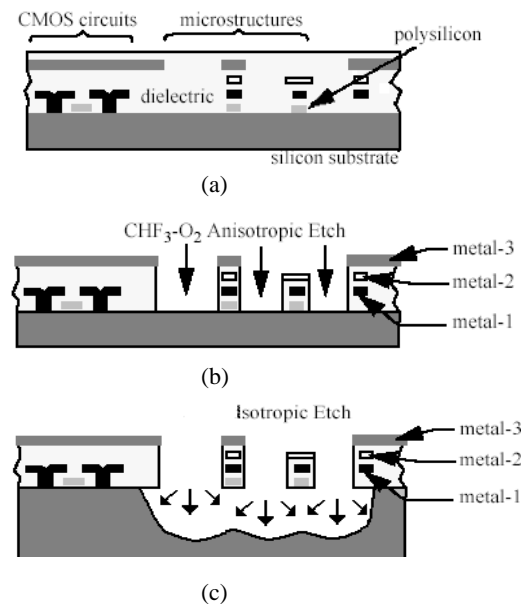 CMOS circuits
microstructures
polysilicon
dielectric
silicon substrate
(a)
CHF3-O2 Anisotropic Etch
metal-3
metal-2
metal-1
(b)
Isotropic Etch
metal-3
metal-2
metal-1
(c)